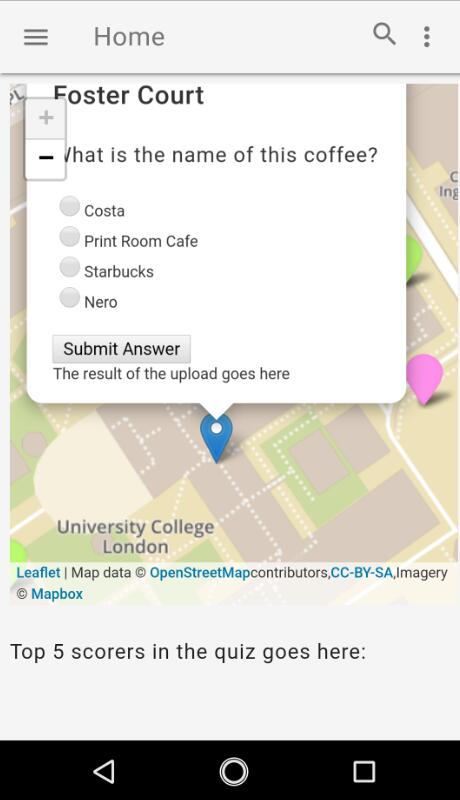 Home
Foster Court
+
−
What is the name of this coffee?
Costa
Print Room Cafe
Starbucks
Nero
Submit Answer
The result of the upload goes here
University College
London
Leaflet | Map data © OpenStreetMapcontributors,CC-BY-SA,Imagery
© Mapbox
Top 5 scorers in the quiz goes here: